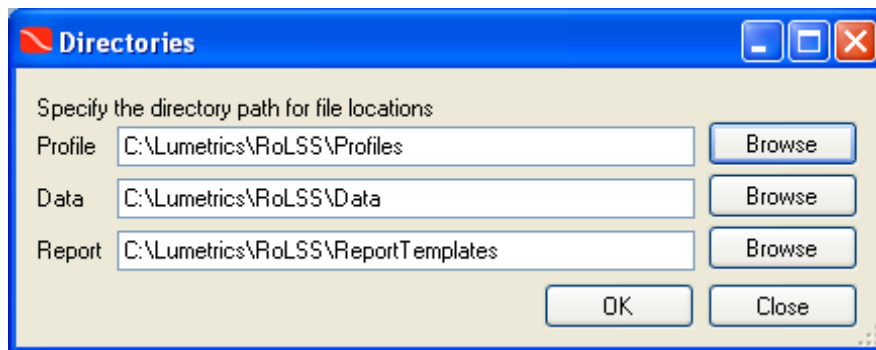 Directories
Specify the directory path for file locations
Profile C:\Lumetrics\RoLSS\Profiles Browse
Data C:\Lumetrics\RoLSS\Data Browse
Report C:\Lumetrics\RoLSS\ReportTemplates Browse
OK Close